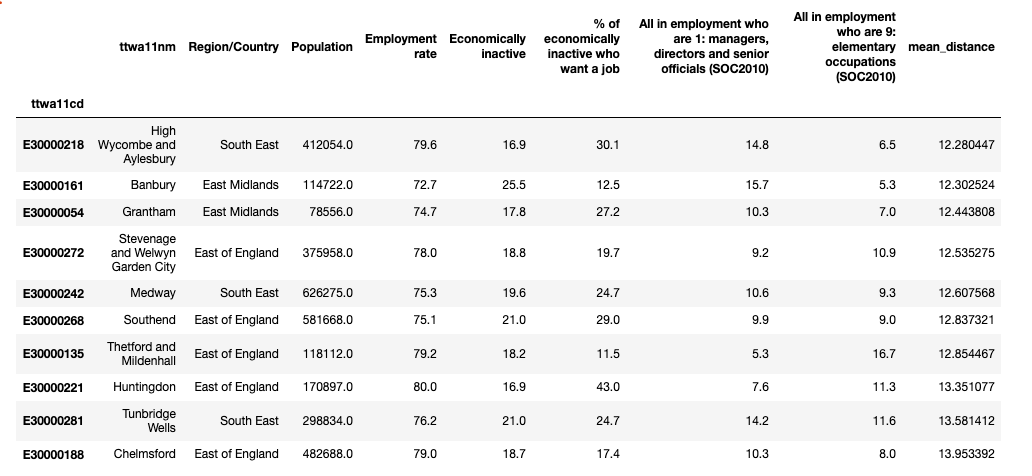 ttwa11nm Region/Country Population Employment rate Economically inactive % of economically inactive who want a job All in employment who are 1: managers, directors and senior officials (SOC2010) All in employment who are 9: elementary occupations (SOC2010) mean_distance
ttwa11cd
E30000218 High Wycombe and Aylesbury South East 412054.0 79.6 16.9 30.1 14.8 6.5 12.280447
E30000161 Banbury East Midlands 114722.0 72.7 25.5 12.5 15.7 5.3 12.302524
E30000054 Grantham East Midlands 78556.0 74.7 17.8 27.2 10.3 7.0 12.443808
E30000272 Stevenage and Welwyn Garden City East of England 375958.0 78.0 18.8 19.7 9.2 10.9 12.535275
E30000242 Medway South East 626275.0 75.3 19.6 24.7 10.6 9.3 12.607568
E30000268 Southend East of England 581668.0 75.1 21.0 29.0 9.9 9.0 12.837321
E30000135 Thetford and Mildenhall East of England 118112.0 79.2 18.2 11.5 5.3 16.7 12.854467
E30000221 Huntingdon East of England 170897.0 80.0 16.9 43.0 7.6 11.3 13.351077
E30000281 Tunbridge Wells South East 298834.0 76.2 21.0 24.7 14.2 11.6 13.581412
E30000188 Chelmsford East of England 482688.0 79.0 18.7 17.4 10.3 8.0 13.953392